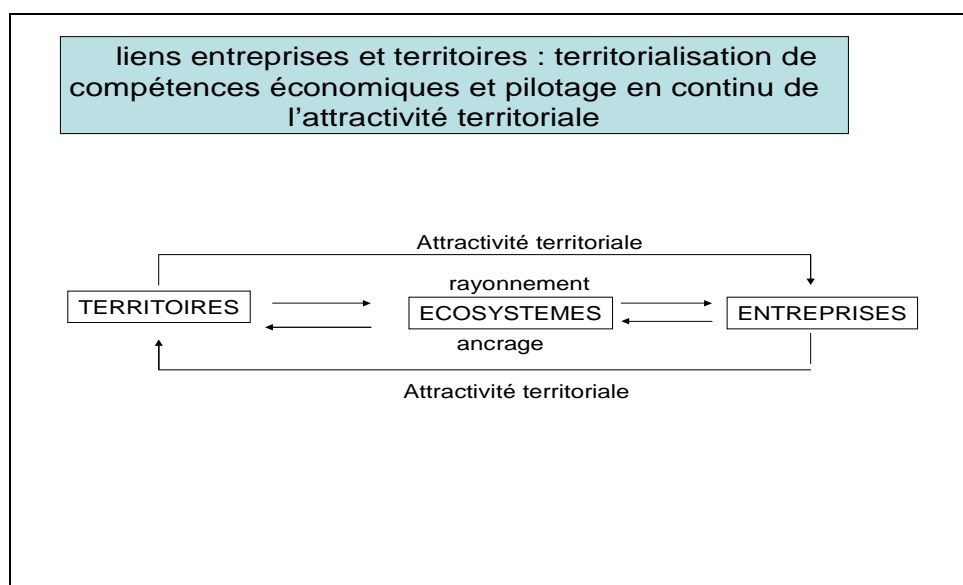 liens entreprises et territoires : territorialisation de
compétences économiques et pilotage en continu de
l'attractivité territoriale
Attractivité territoriale
rayonnement
TERRITOIRES
ECOSYSTEMES
ENTREPRISES
ancrage
Attractivité territoriale